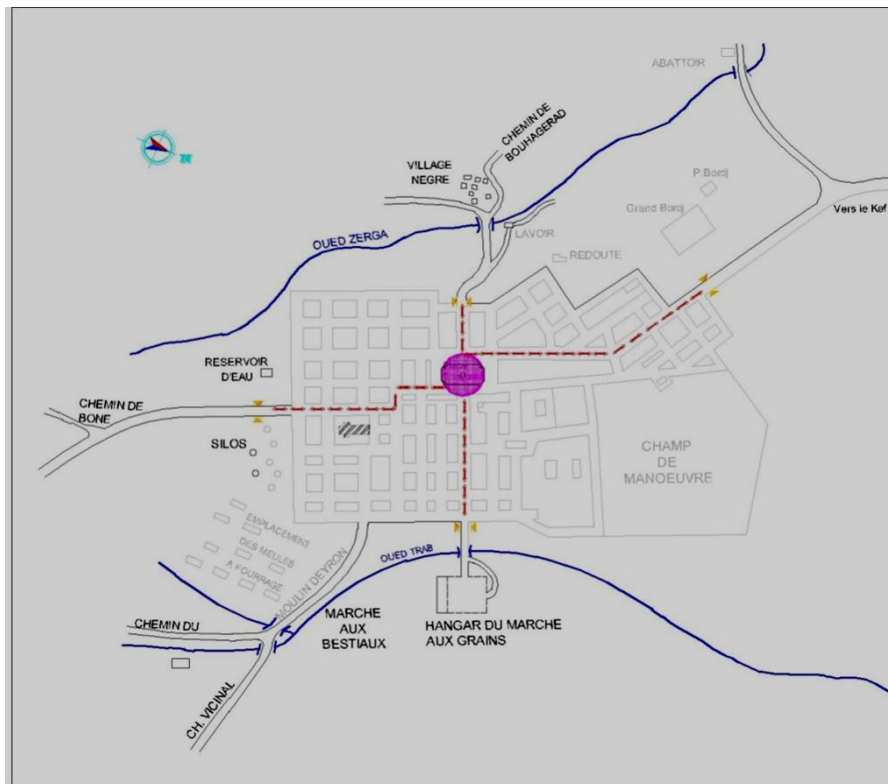 ABATTOIR
CHEMIN DE
BOUHAGERAD
N
VILLAGE
NEGRE
P.Bordj
Grand Bordj
Vers le Kef
OUED ZERGA
LAVOIR
REDOUTE
RESERVOIR
D'EAU
CHEMIN DE
BONE
SILOS
CHAMP
DE
MANOEUVRE
EMPLACEMENT
DES MEULES
A FOURRAGE
MOULIN DEYRON
OUED TRAB
CHEMIN DU
MARCHE
AUX
BESTIAUX
HANGAR DU MARCHE
AUX GRAINS
CH. VICINAL